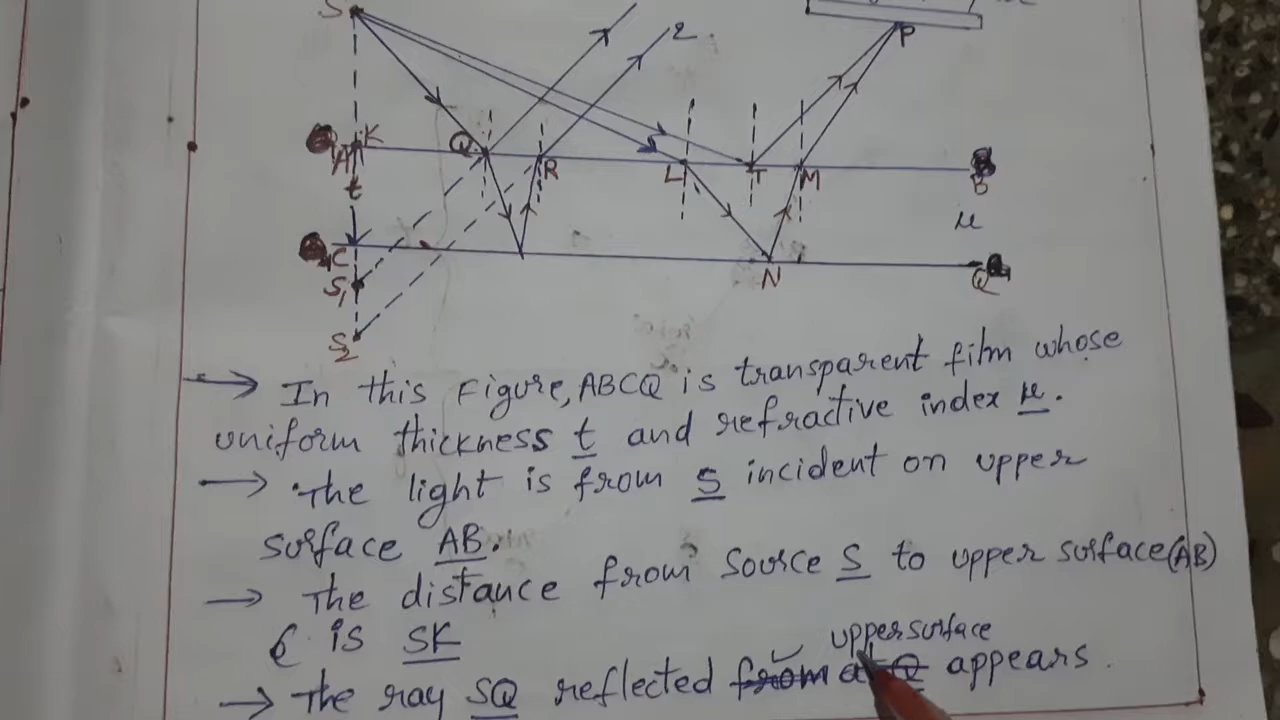 S
2.
P
K
Q
A
R
L
T
M
B
t
μ
C
S1
N
Q
S2
→ In this Figure, ABCQ is transparent film whose
uniform thickness t and refractive index μ.
→ The light is from S incident on upper
surface AB.
→ The distance from source S to upper surface (AB)
is SK
upper surface
→ The ray SQ reflected from at Q appears.